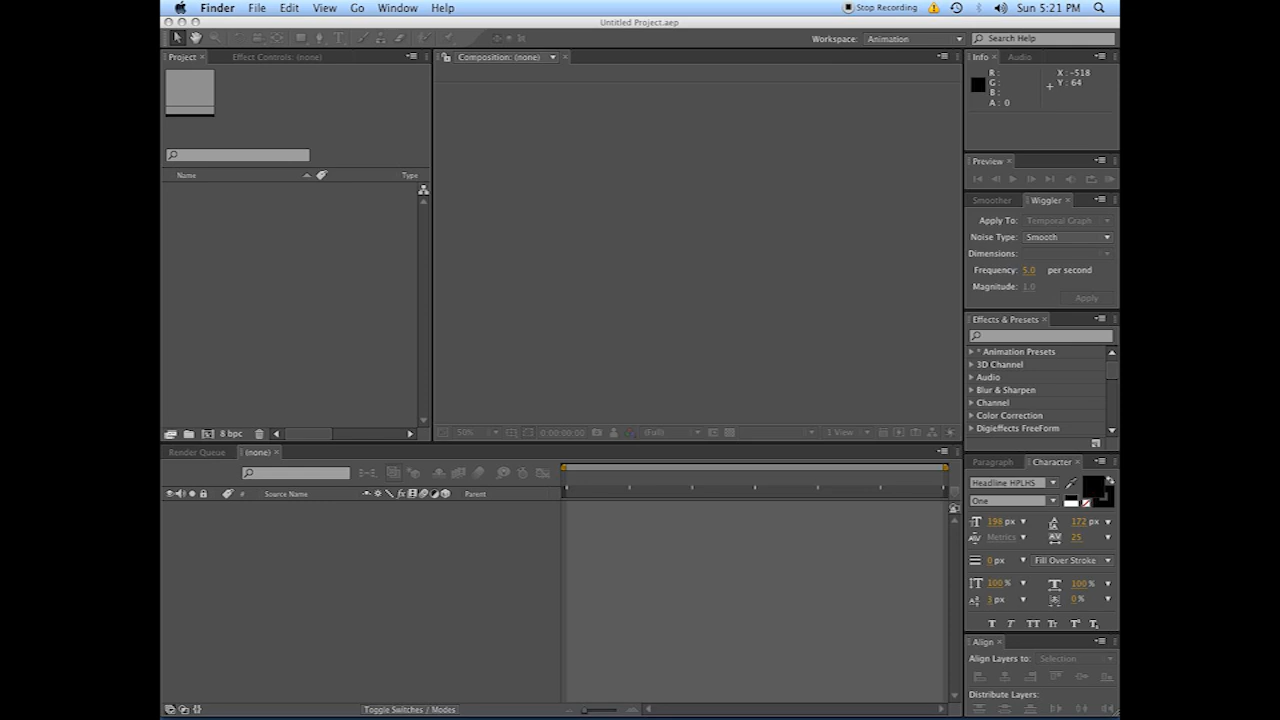 Finder File Edit View Go Window Help Stop Recording Sun 5:21 PM
Untitled Project.aep
Workspace: Animation Search Help
Project × Effect Controls: (none) Composition: (none) × Info × Audio
R: X: -518
G: Y: 64
B:
A: 0
Preview ×
Smoother Wiggler ×
Apply To: Temporal Graph
Noise Type: Smooth
Dimensions:
Frequency: 5.0 per second
Magnitude: 1.0
Apply
Name Type
Effects & Presets ×
* Animation Presets
3D Channel
Audio
Blur & Sharpen
Channel
Color Correction
Digieffects FreeForm
8 bpc 50% 0:00:00:00 (Full) 1 View
Render Queue (none) × Paragraph Character ×
# Source Name Parent
Headline HPLHS
One
198 px 172 px
Metrics 25
0 px Fill Over Stroke
100 % 100 %
3 px 0 %
T T TT Tr T' T,
Align ×
Align Layers to: Selection
Distribute Layers:
Toggle Switches / Modes